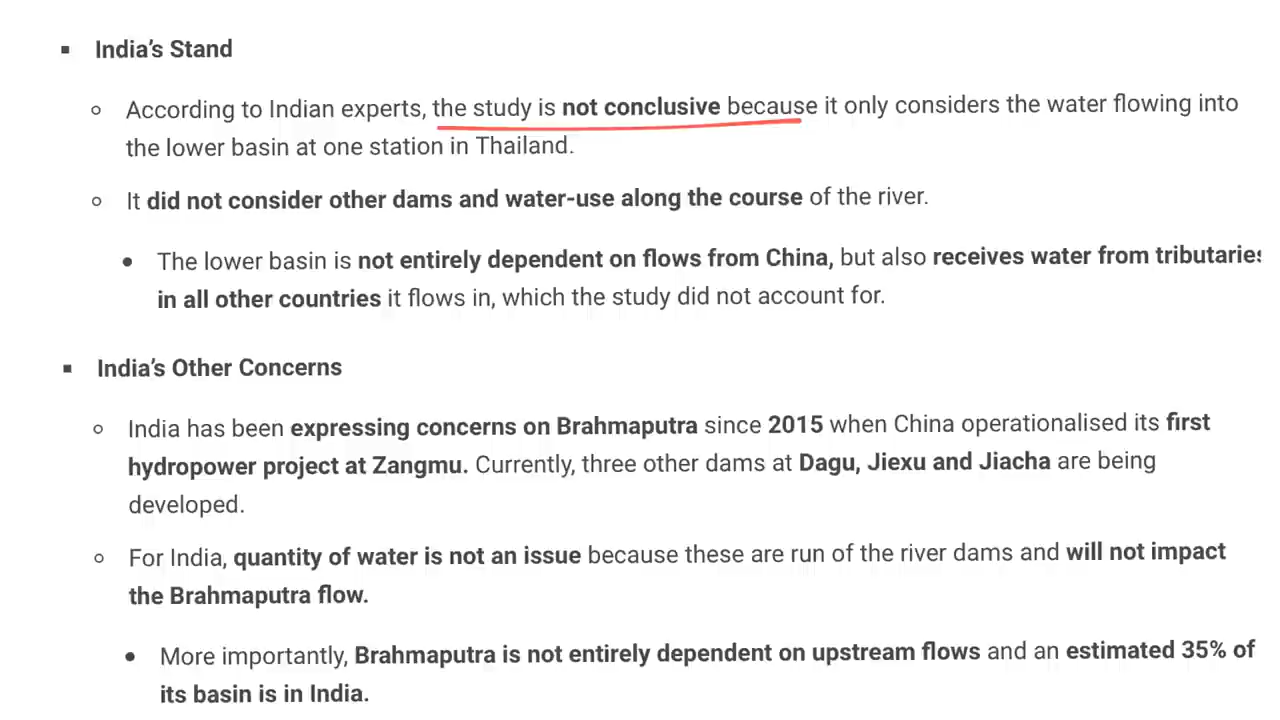 India’s Stand
According to Indian experts, the study is not conclusive because it only considers the water flowing into
the lower basin at one station in Thailand.
It did not consider other dams and water-use along the course of the river.
The lower basin is not entirely dependent on flows from China, but also receives water from tributaries
in all other countries it flows in, which the study did not account for.
India’s Other Concerns
India has been expressing concerns on Brahmaputra since 2015 when China operationalised its first
hydropower project at Zangmu. Currently, three other dams at Dagu, Jiexu and Jiacha are being
developed.
For India, quantity of water is not an issue because these are run of the river dams and will not impact
the Brahmaputra flow.
More importantly, Brahmaputra is not entirely dependent on upstream flows and an estimated 35% of
its basin is in India.